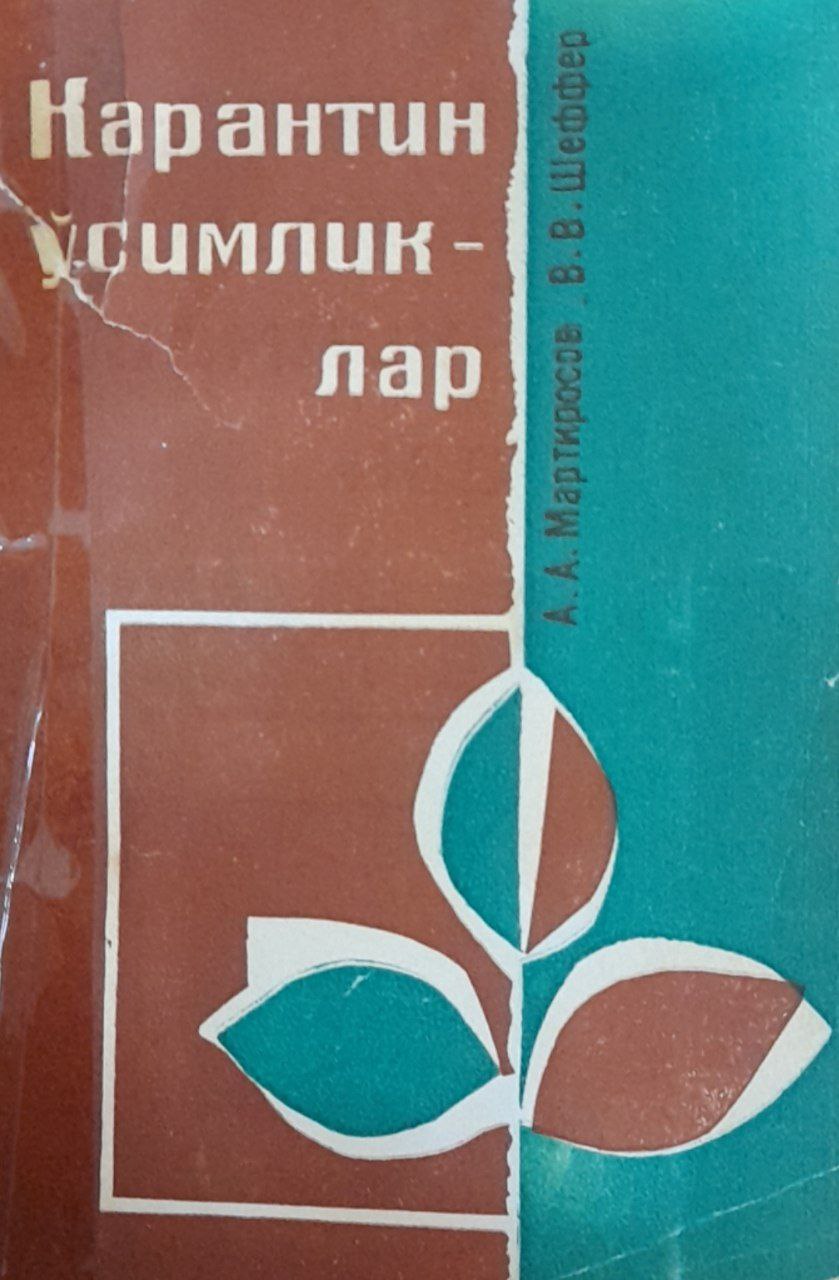 Карантин
ўсимлик-
лар
А. А. Мартиросов В. В. Шеффер